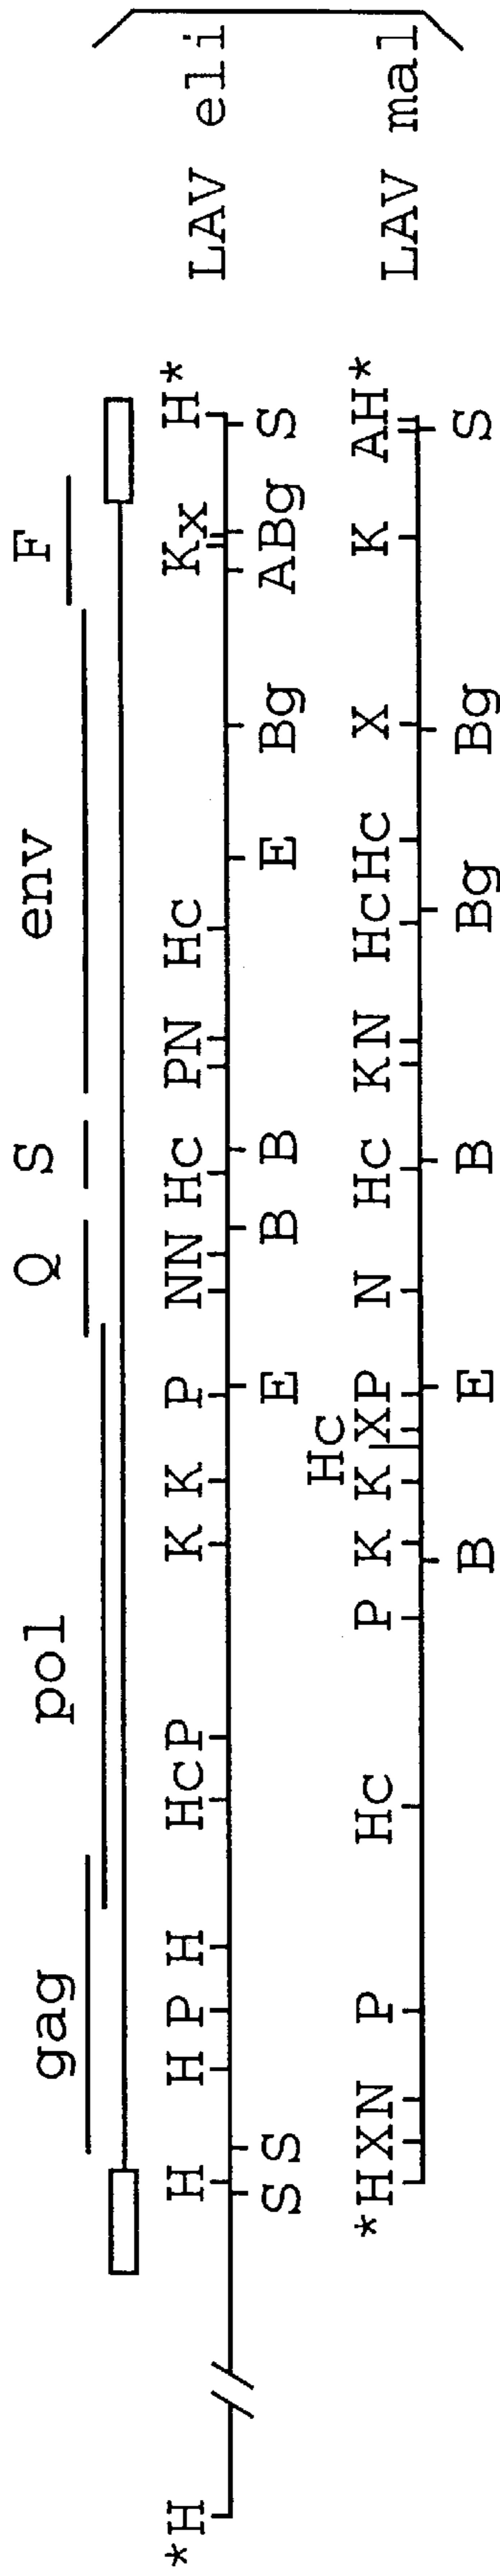 gag pol Q S env F
*H H H P H HcP K K P NN Hc PN Hc Kx H*
S S E B B E Bg ABg S
LAV eli
Hc
*HXN P Hc P K K XP N Hc KN HcHc X K AH*
B E B Bg Bg S
LAV mal